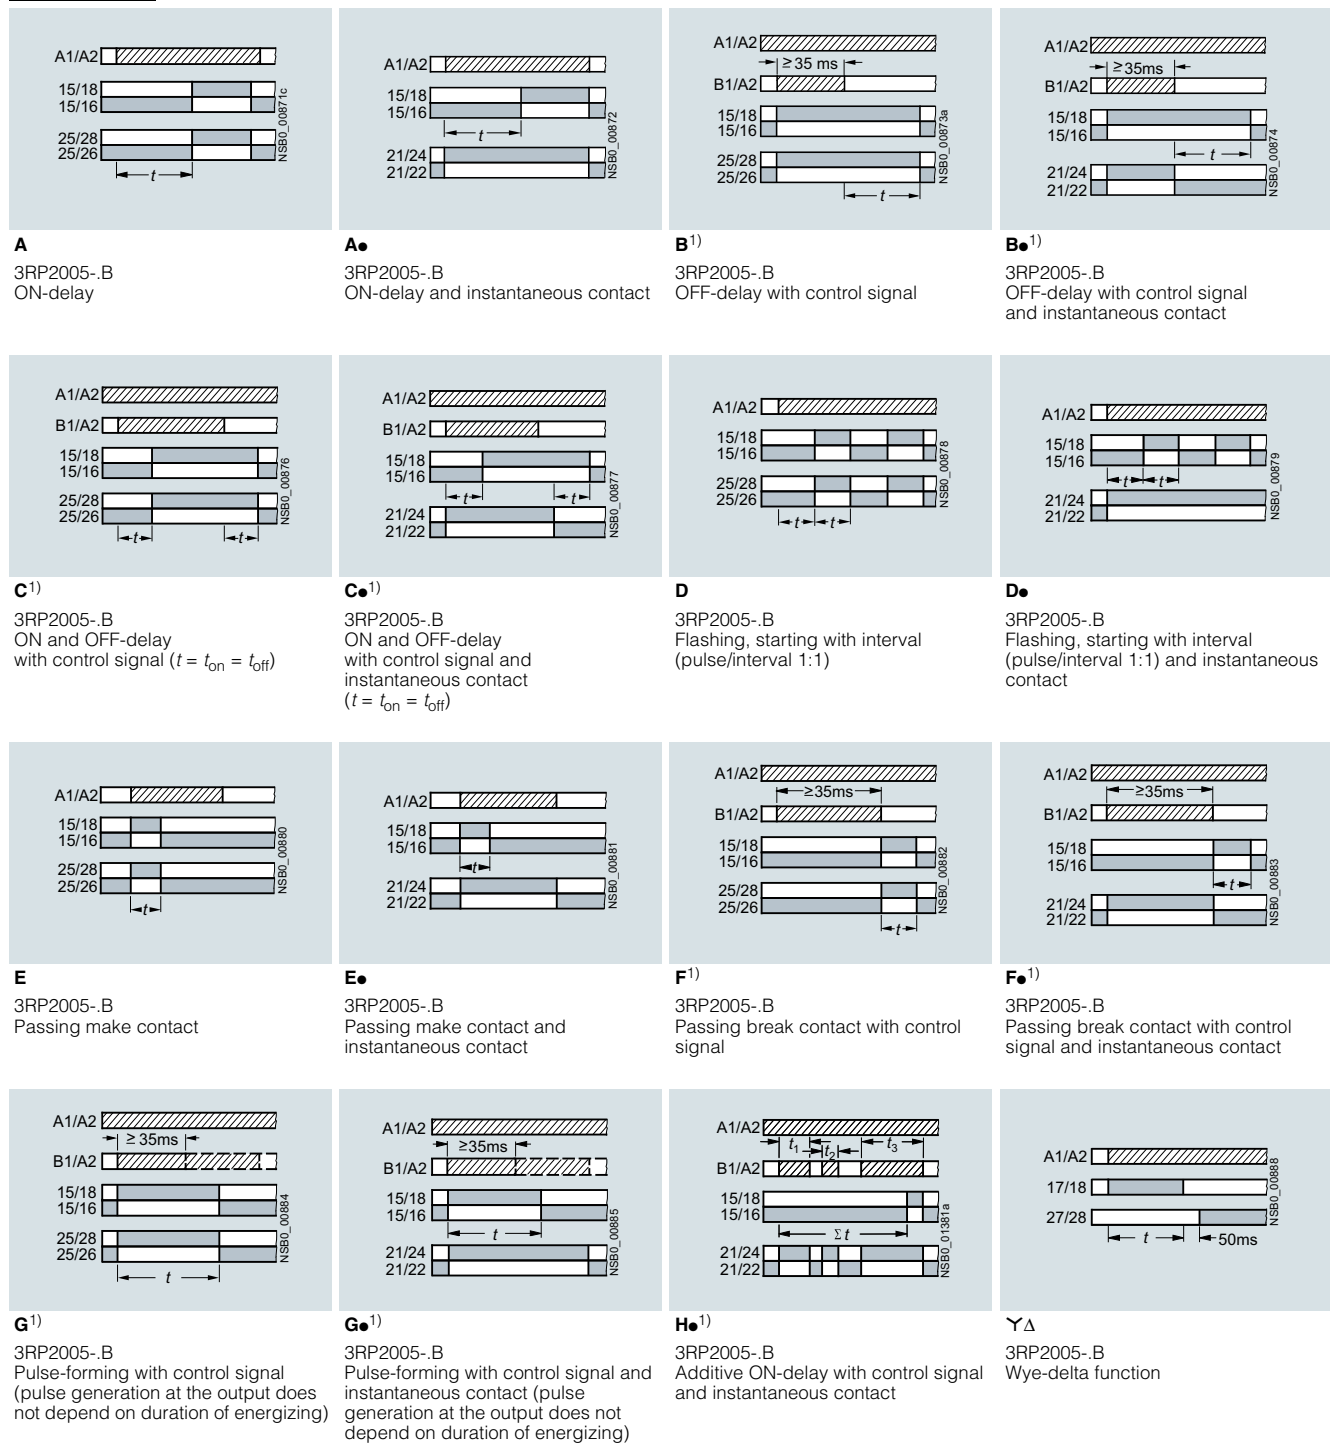 A1/A2
15/18
15/16
25/28
25/26
t
NSB0_00871c
A
3RP2005-.B
ON-delay
A1/A2
15/18
15/16
t
21/24
21/22
NSB0_00872
A●
3RP2005-.B
ON-delay and instantaneous contact
A1/A2
≥ 35 ms
B1/A2
15/18
15/16
25/28
25/26
t
NSB0_00873a
B1)
3RP2005-.B
OFF-delay with control signal
A1/A2
≥35ms
B1/A2
15/18
15/16
t
21/24
21/22
NSB0_00874
B●1)
3RP2005-.B
OFF-delay with control signal
and instantaneous contact
A1/A2
B1/A2
15/18
15/16
25/28
25/26
t t
NSB0_00876
C1)
3RP2005-.B
ON and OFF-delay
with control signal (t = ton = toff)
A1/A2
B1/A2
15/18
15/16
t t
21/24
21/22
NSB0_00877
C●1)
3RP2005-.B
ON and OFF-delay
with control signal and
instantaneous contact
(t = ton = toff)
A1/A2
15/18
15/16
25/28
25/26
t t
NSB0_00878
D
3RP2005-.B
Flashing, starting with interval
(pulse/interval 1:1)
A1/A2
15/18
15/16
t t
21/24
21/22
NSB0_00879
D●
3RP2005-.B
Flashing, starting with interval
(pulse/interval 1:1) and instantaneous
contact
A1/A2
15/18
15/16
25/28
25/26
t
NSB0_00880
E
3RP2005-.B
Passing make contact
A1/A2
15/18
15/16
t
21/24
21/22
NSB0_00881
E●
3RP2005-.B
Passing make contact and
instantaneous contact
A1/A2
≥35ms
B1/A2
15/18
15/16
25/28
25/26
t
NSB0_00882
F1)
3RP2005-.B
Passing break contact with control
signal
A1/A2
≥35ms
B1/A2
15/18
15/16
t
21/24
21/22
NSB0_00883
F●1)
3RP2005-.B
Passing break contact with control
signal and instantaneous contact
A1/A2
≥ 35ms
B1/A2
15/18
15/16
25/28
25/26
t
NSB0_00884
G1)
3RP2005-.B
Pulse-forming with control signal
(pulse generation at the output does
not depend on duration of energizing)
A1/A2
≥35ms
B1/A2
15/18
15/16
t
21/24
21/22
NSB0_00885
G●1)
3RP2005-.B
Pulse-forming with control signal and
instantaneous contact (pulse
generation at the output does not
depend on duration of energizing)
A1/A2
t1 t2 t3
B1/A2
15/18
15/16
Σt
21/24
21/22
NSB0_01381a
H●1)
3RP2005-.B
Additive ON-delay with control signal
and instantaneous contact
A1/A2
17/18
27/28
t 50ms
NSB0_00888
YΔ
3RP2005-.B
Wye-delta function